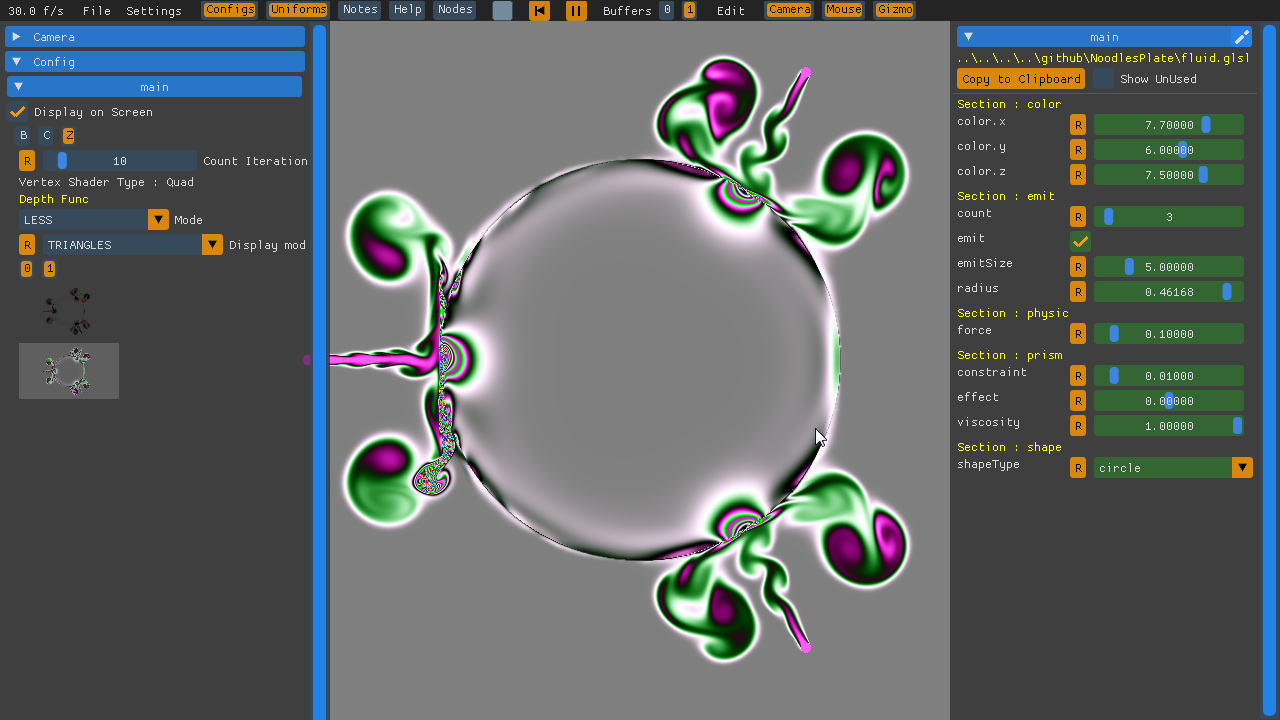 30.0 f/s File Settings Configs Uniforms Notes Help Nodes Buffers 0 1 Edit Camera Mouse Gizmo
Camera
Config
main
Display on Screen
B C Z
R 10 Count Iteration
Vertex Shader Type : Quad
Depth Func
LESS Mode
R TRIANGLES Display mod
0 1
main
..\..\..\..\github\NoodlesPlate\fluid.glsl
Copy to Clipboard Show UnUsed
Section : color
color.x R 7.70000
color.y R 6.00000
color.z R 7.50000
Section : emit
count R 3
emit
emitSize R 5.00000
radius R 0.46168
Section : physic
force R 0.10000
Section : prism
constraint R 0.01000
effect R 0.00000
viscosity R 1.00000
Section : shape
shapeType R circle